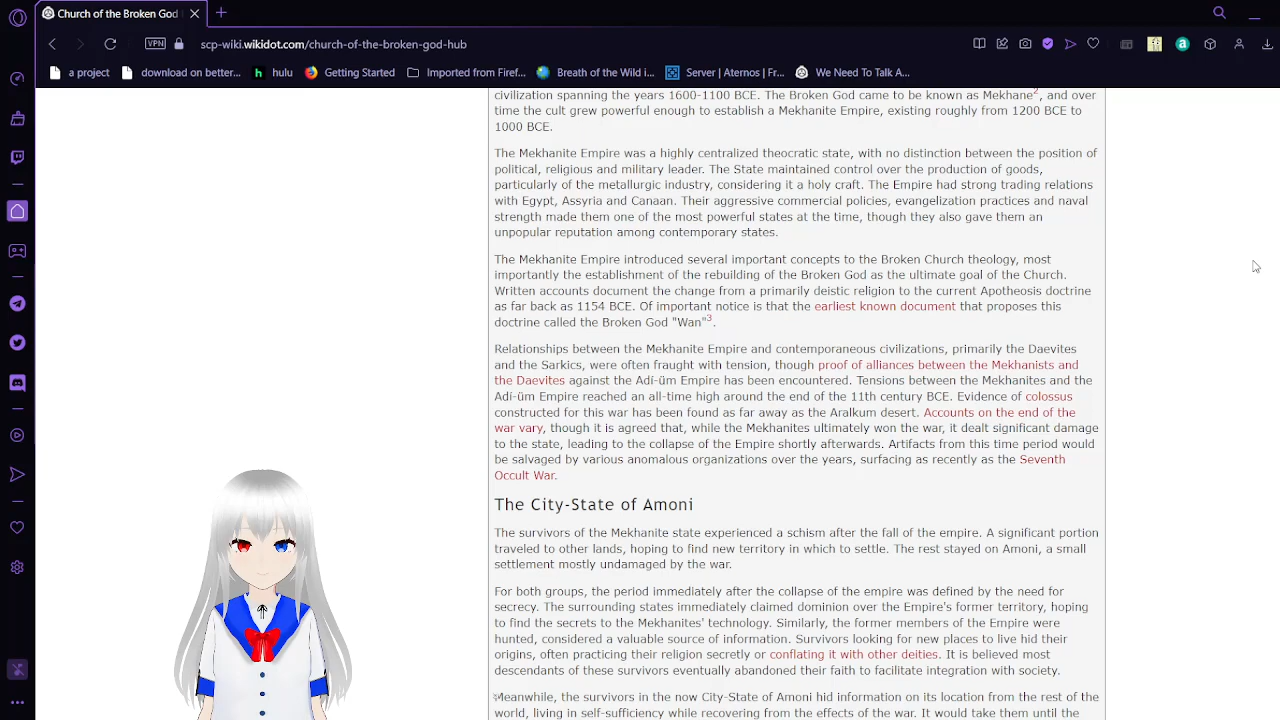 Church of the Broken God
VPN
scp-wiki.wikidot.com/church-of-the-broken-god-hub
a project
download on better...
hulu
Getting Started
Imported from Firef...
Breath of the Wild i...
Server | Aternos | Fr...
We Need To Talk A...
civilization spanning the years 1600-1100 BCE. The Broken God came to be known as Mekhane2, and over
time the cult grew powerful enough to establish a Mekhanite Empire, existing roughly from 1200 BCE to
1000 BCE.
The Mekhanite Empire was a highly centralized theocratic state, with no distinction between the position of
political, religious and military leader. The State maintained control over the production of goods,
particularly of the metallurgic industry, considering it a holy craft. The Empire had strong trading relations
with Egypt, Assyria and Canaan. Their aggressive commercial policies, evangelization practices and naval
strength made them one of the most powerful states at the time, though they also gave them an
unpopular reputation among contemporary states.
The Mekhanite Empire introduced several important concepts to the Broken Church theology, most
importantly the establishment of the rebuilding of the Broken God as the ultimate goal of the Church.
Written accounts document the change from a primarily deistic religion to the current Apotheosis doctrine
as far back as 1154 BCE. Of important notice is that the earliest known document that proposes this
doctrine called the Broken God "Wan"3.
Relationships between the Mekhanite Empire and contemporaneous civilizations, primarily the Daevites
and the Sarkics, were often fraught with tension, though proof of alliances between the Mekhanists and
the Daevites against the Adí-üm Empire has been encountered. Tensions between the Mekhanites and the
Adí-üm Empire reached an all-time high around the end of the 11th century BCE. Evidence of colossus
constructed for this war has been found as far away as the Aralkum desert. Accounts on the end of the
war vary, though it is agreed that, while the Mekhanites ultimately won the war, it dealt significant damage
to the state, leading to the collapse of the Empire shortly afterwards. Artifacts from this time period would
be salvaged by various anomalous organizations over the years, surfacing as recently as the Seventh
Occult War.
The City-State of Amoni
The survivors of the Mekhanite state experienced a schism after the fall of the empire. A significant portion
traveled to other lands, hoping to find new territory in which to settle. The rest stayed on Amoni, a small
settlement mostly undamaged by the war.
For both groups, the period immediately after the collapse of the empire was defined by the need for
secrecy. The surrounding states immediately claimed dominion over the Empire's former territory, hoping
to find the secrets to the Mekhanites' technology. Similarly, the former members of the Empire were
hunted, considered a valuable source of information. Survivors looking for new places to live hid their
origins, often practicing their religion secretly or conflating it with other deities. It is believed most
descendants of these survivors eventually abandoned their faith to facilitate integration with society.
Meanwhile, the survivors in the now City-State of Amoni hid information on its location from the rest of the
world, living in self-sufficiency while recovering from the effects of the war. It would take them until the